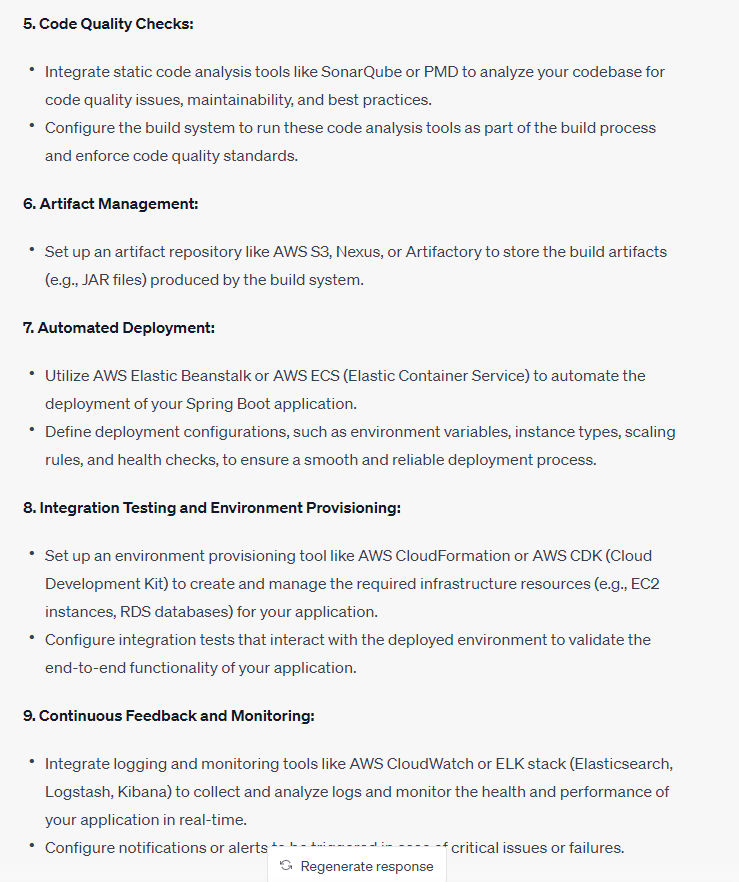 5. Code Quality Checks:
• Integrate static code analysis tools like SonarQube or PMD to analyze your codebase for
code quality issues, maintainability, and best practices.
• Configure the build system to run these code analysis tools as part of the build process
and enforce code quality standards.
6. Artifact Management:
• Set up an artifact repository like AWS S3, Nexus, or Artifactory to store the build artifacts
(e.g., JAR files) produced by the build system.
7. Automated Deployment:
• Utilize AWS Elastic Beanstalk or AWS ECS (Elastic Container Service) to automate the
deployment of your Spring Boot application.
• Define deployment configurations, such as environment variables, instance types, scaling
rules, and health checks, to ensure a smooth and reliable deployment process.
8. Integration Testing and Environment Provisioning:
• Set up an environment provisioning tool like AWS CloudFormation or AWS CDK (Cloud
Development Kit) to create and manage the required infrastructure resources (e.g., EC2
instances, RDS databases) for your application.
• Configure integration tests that interact with the deployed environment to validate the
end-to-end functionality of your application.
9. Continuous Feedback and Monitoring:
• Integrate logging and monitoring tools like AWS CloudWatch or ELK stack (Elasticsearch,
Logstash, Kibana) to collect and analyze logs and monitor the health and performance of
your application in real-time.
• Configure notifications or alerts critical issues or failures.
Regenerate response